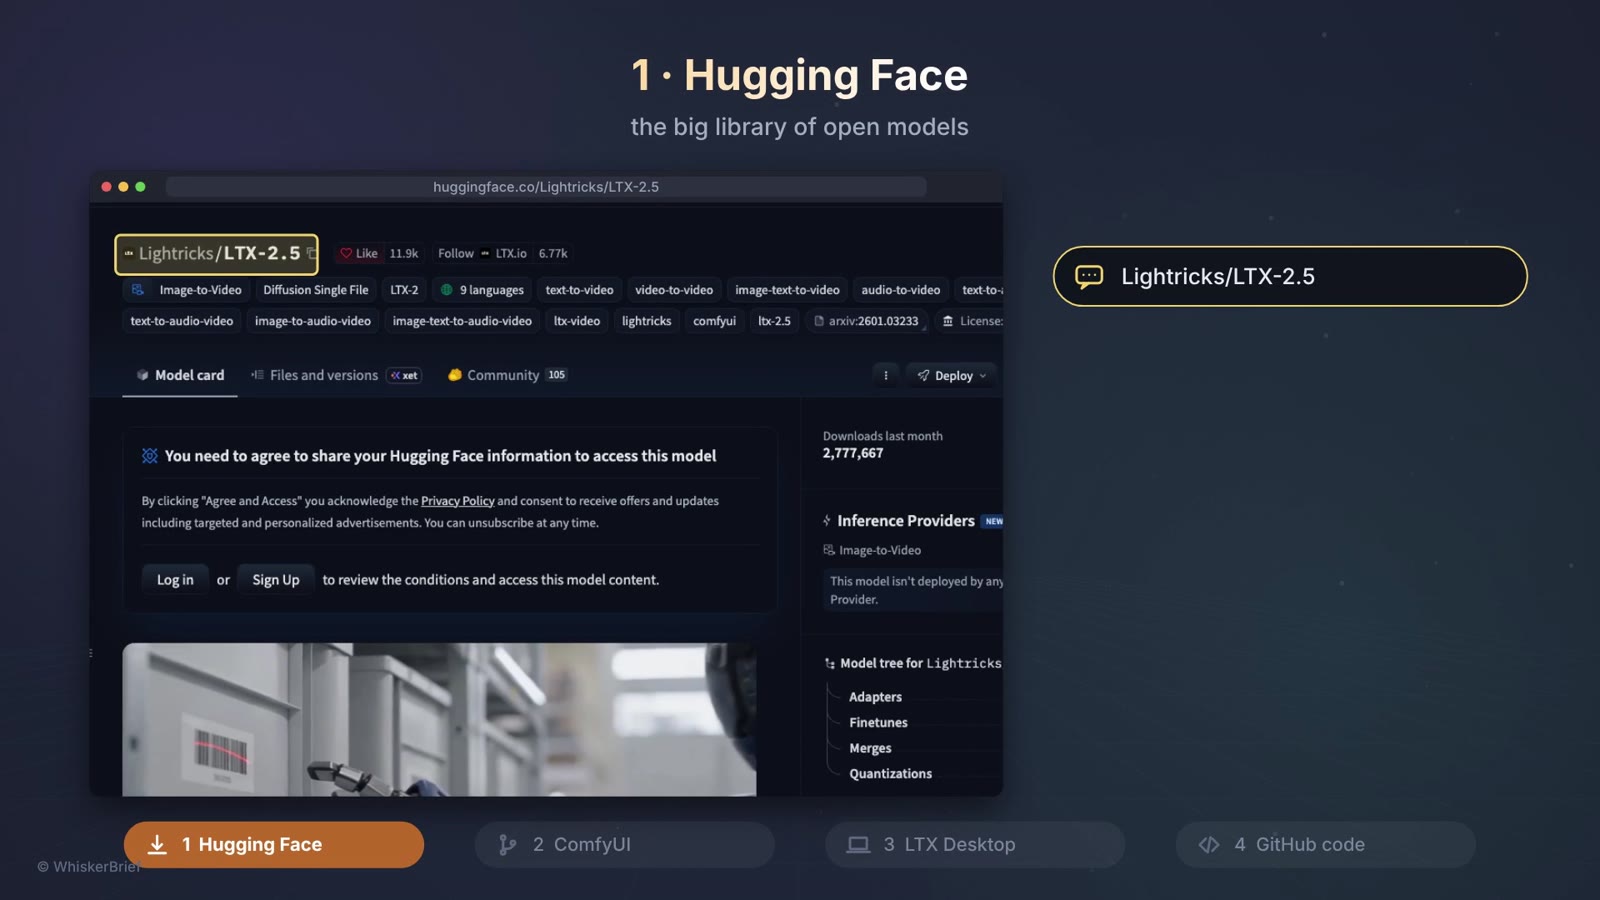 1 · Hugging Face
the big library of open models
huggingface.co/Lightricks/LTX-2.5
Lightricks/LTX-2.5
Like 11.9k
Follow LTX.io 6.77k
Image-to-Video Diffusion Single File LTX-2 9 languages text-to-video video-to-video image-text-to-video audio-to-video text-to-
text-to-audio-video image-to-audio-video image-text-to-audio-video ltx-video lightricks comfyui ltx-2.5 arxiv:2601.03233 License:
Model card Files and versions xet Community 105
Deploy
You need to agree to share your Hugging Face information to access this model
By clicking "Agree and Access" you acknowledge the Privacy Policy and consent to receive offers and updates
including targeted and personalized advertisements. You can unsubscribe at any time.
Log in or Sign Up to review the conditions and access this model content.
Downloads last month
2,777,667
Inference Providers NEW
Image-to-Video
This model isn't deployed by any
Provider.
Model tree for Lightricks
Adapters
Finetunes
Merges
Quantizations
Lightricks/LTX-2.5
1 Hugging Face
2 ComfyUI
3 LTX Desktop
4 GitHub code
© WhiskerBrief